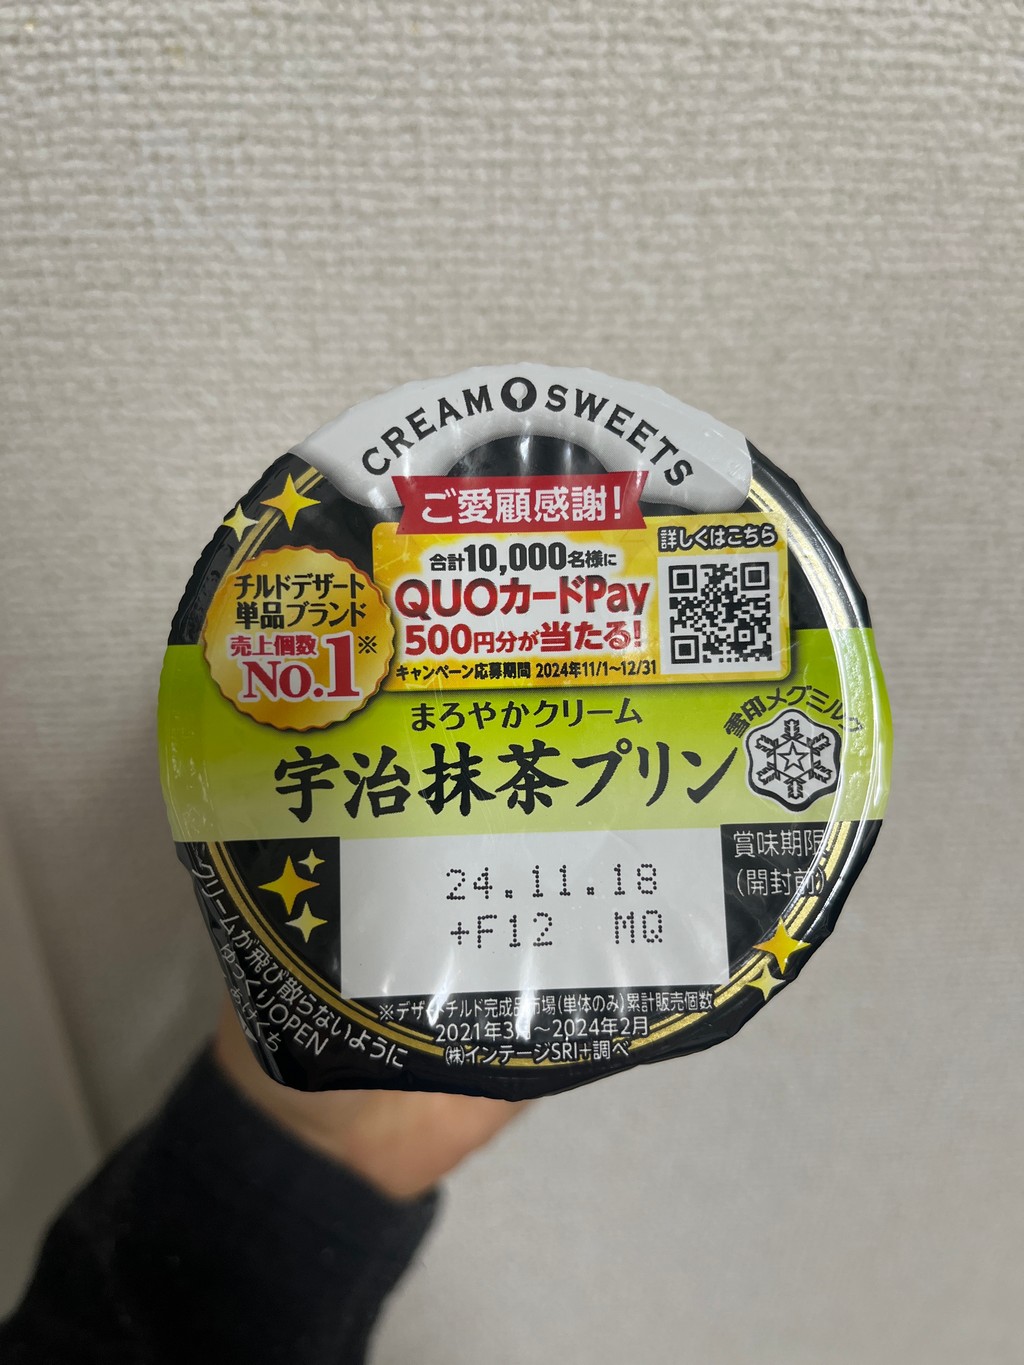 CREAM SWEETS
ご愛顧感謝!
合計10,000名様に
QUOカードPay
500円分が当たる!
キャンペーン応募期間 2024年11/1~12/31
詳しくはこちら
チルドデザート
単品ブランド
売上個数
No.1※
まろやかクリーム
宇治抹茶プリン
雪印メグミルク
賞味期限
(開封前)
24.11.18
+F12 MQ
※デザートチルド完成品市場(単体のみ)累計販売個数
2021年3月~2024年2月
㈱インテージSRI+調べ
クリームが飛び散らないように
ゆっくりOPEN
あけくち